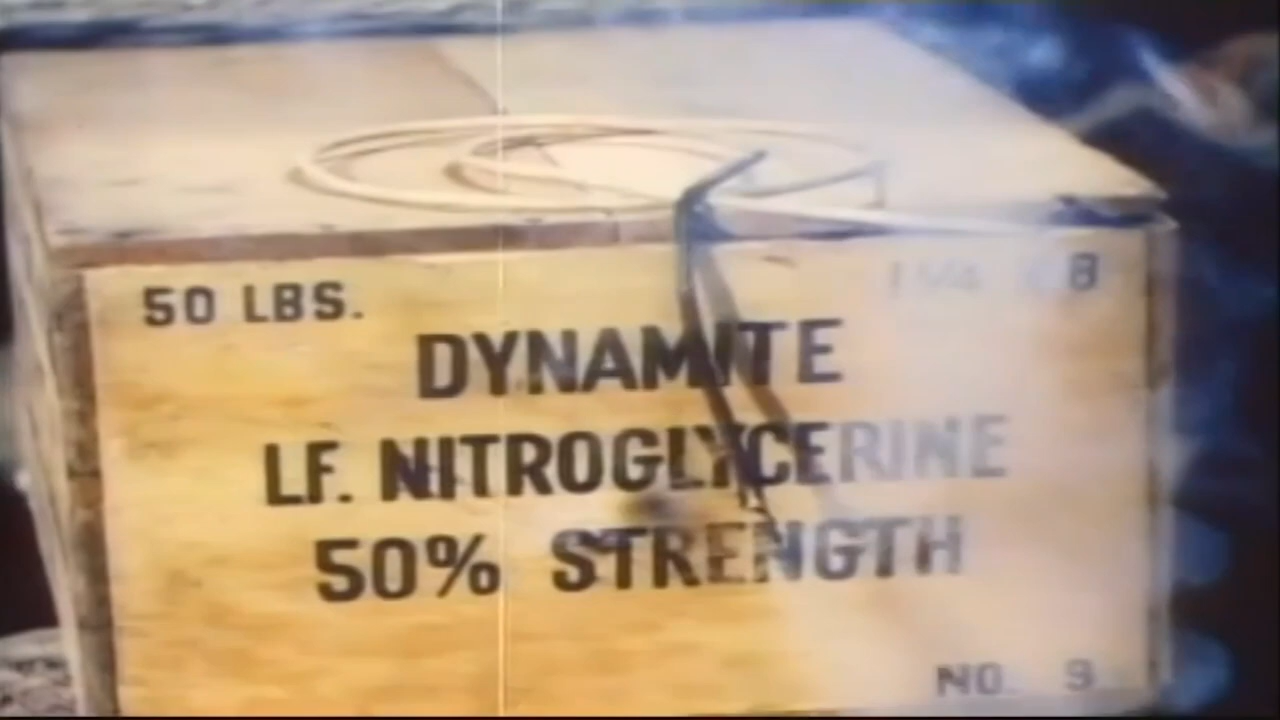 50 LBS. B
DYNAMITE
LF. NITROGLYCERINE
50% STRENGTH
NO. 9